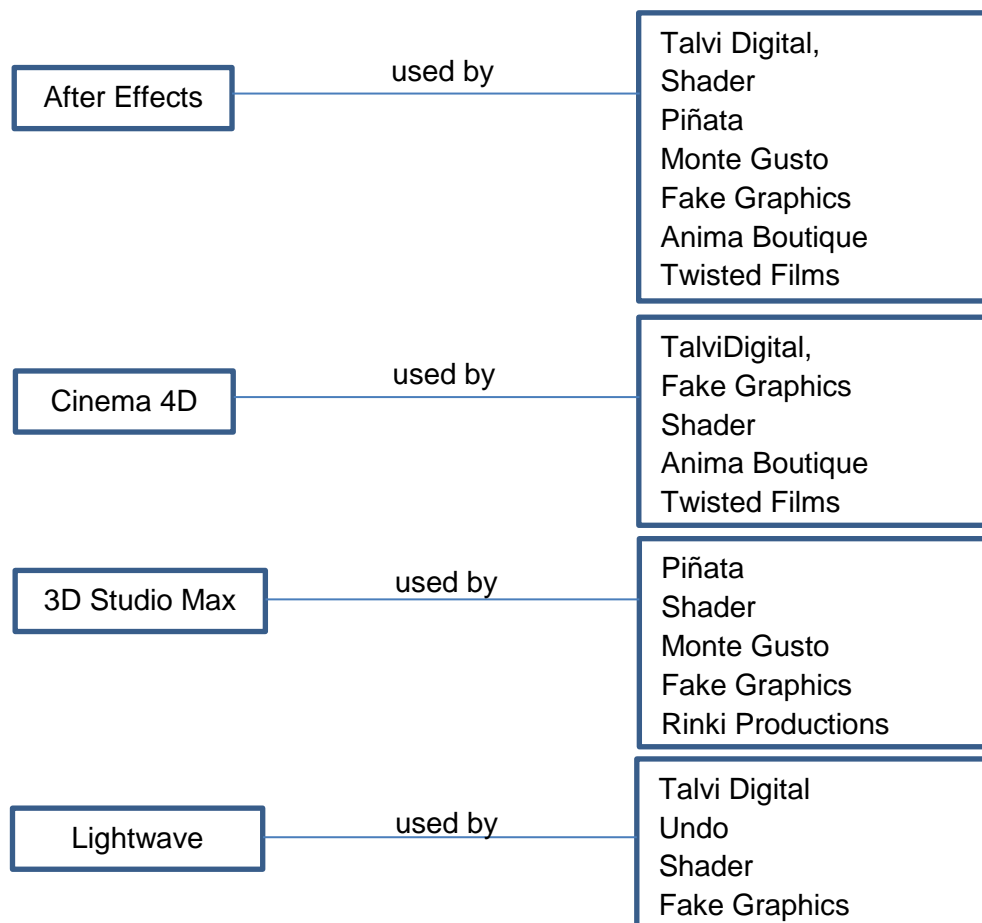 After Effects
used by
Talvi Digital,
Shader
Piñata
Monte Gusto
Fake Graphics
Anima Boutique
Twisted Films
Cinema 4D
used by
TalviDigital,
Fake Graphics
Shader
Anima Boutique
Twisted Films
3D Studio Max
used by
Piñata
Shader
Monte Gusto
Fake Graphics
Rinki Productions
Lightwave
used by
Talvi Digital
Undo
Shader
Fake Graphics